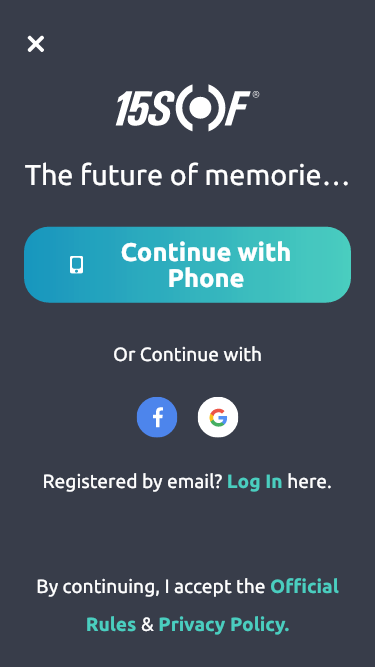 15SOF®
The future of memorie...
Continue with
Phone
Or Continue with
Registered by email? Log In here.
By continuing, I accept the Official
Rules & Privacy Policy.